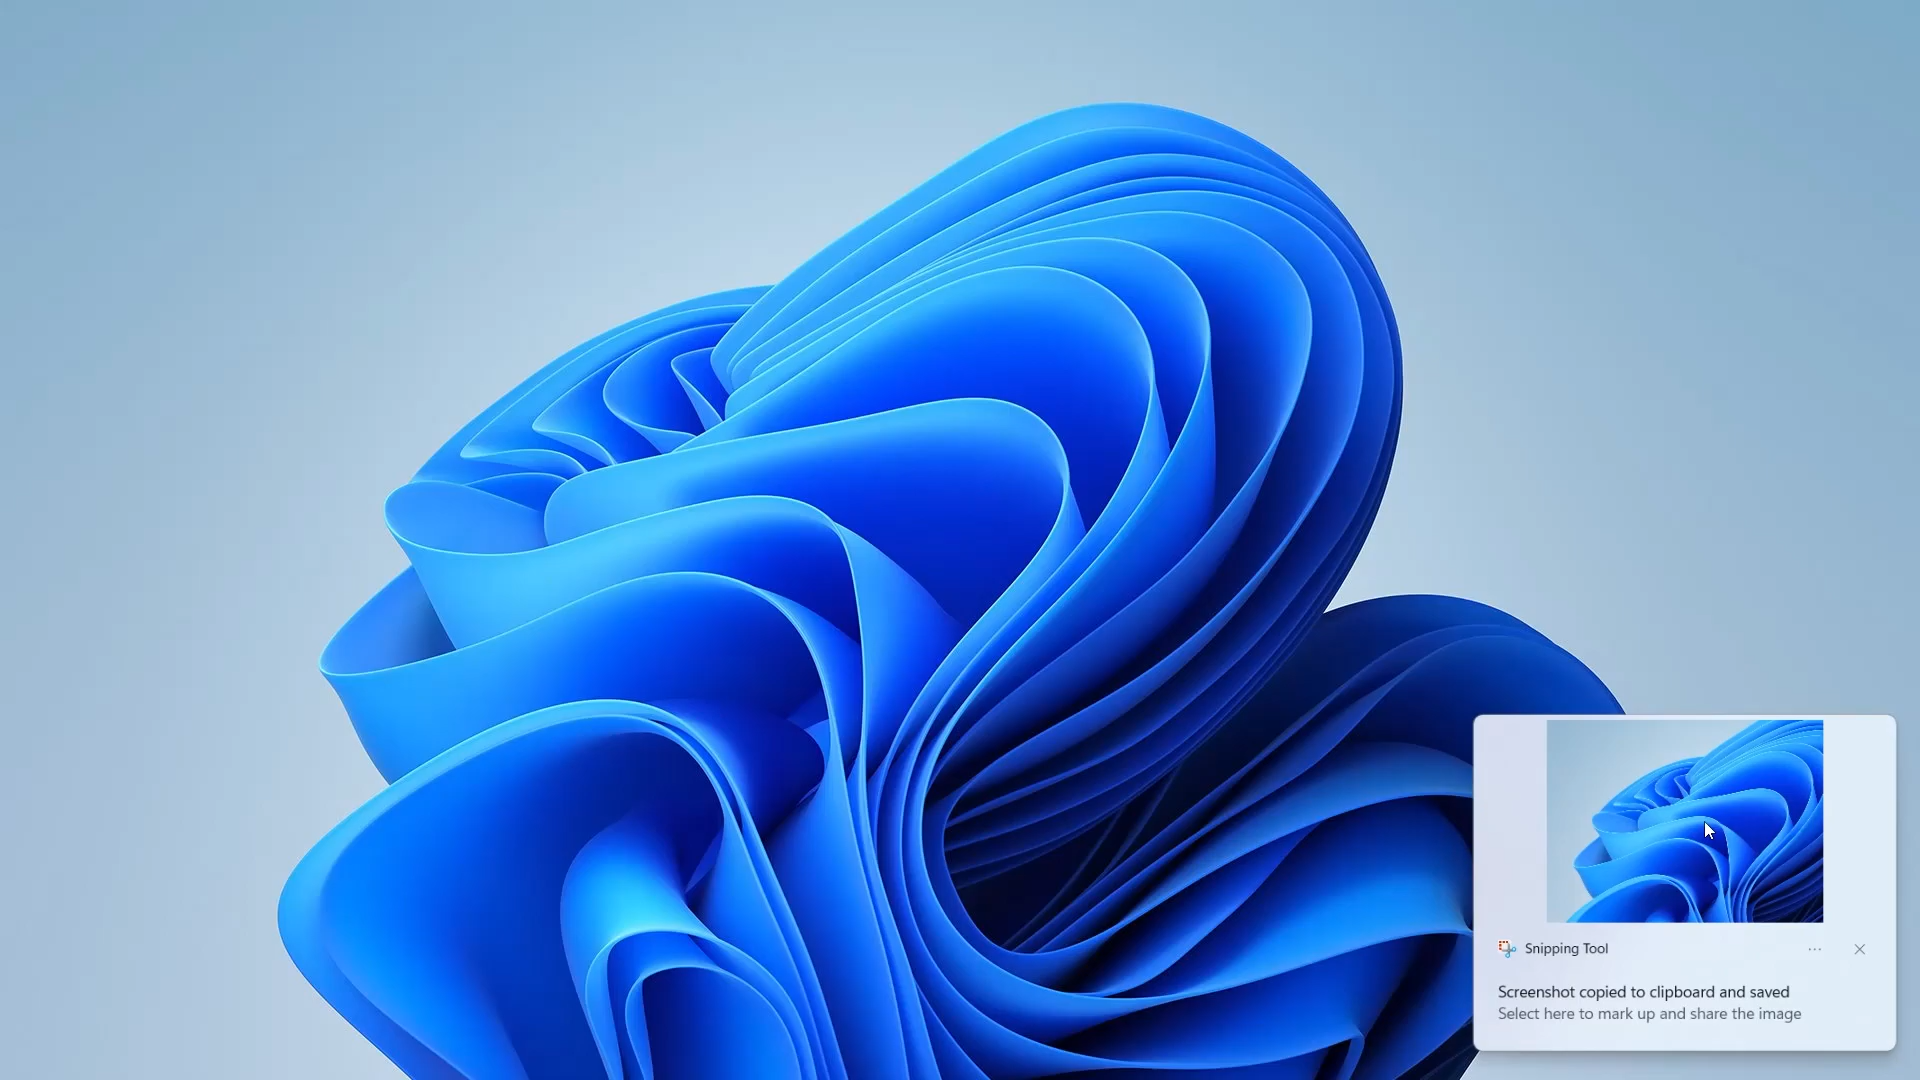 Snipping Tool
Screenshot copied to clipboard and saved
Select here to mark up and share the image